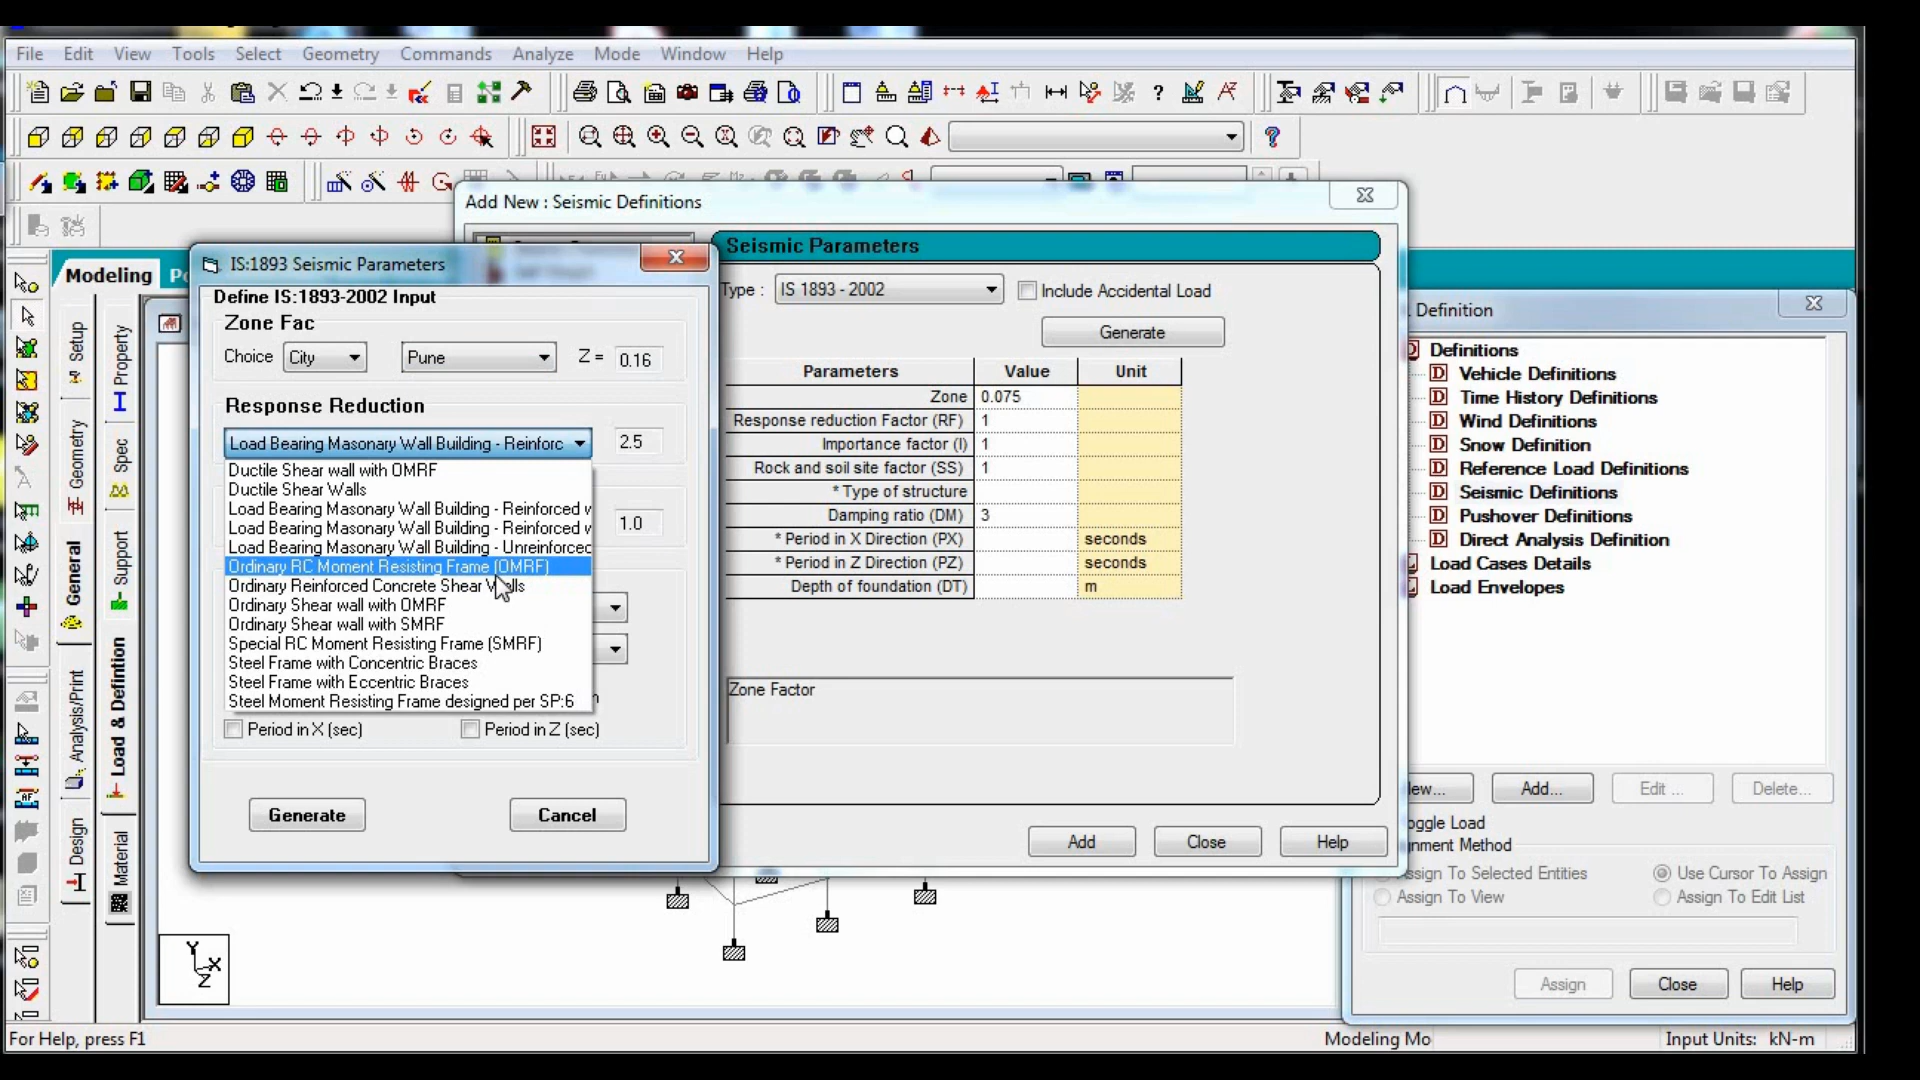 File Edit View Tools Select Geometry Commands Analyze Mode Window Help
Add New : Seismic Definitions
Seismic Parameters
Type : IS 1893 - 2002 Include Accidental Load
Generate
Parameters Value Unit
Zone 0.075
Response reduction Factor (RF) 1
Importance factor (I) 1
Rock and soil site factor (SS) 1
* Type of structure
Damping ratio (DM) 3
* Period in X Direction (PX) seconds
* Period in Z Direction (PZ) seconds
Depth of foundation (DT) m
Zone Factor
Add Close Help
IS:1893 Seismic Parameters
Define IS:1893-2002 Input
Zone Fac
Choice City Pune Z = 0.16
Response Reduction
Load Bearing Masonary Wall Building - Reinforc 2.5
Ductile Shear wall with OMRF
Ductile Shear Walls
Load Bearing Masonary Wall Building - Reinforced w
Load Bearing Masonary Wall Building - Reinforced w
1.0
Load Bearing Masonary Wall Building - Unreinforced
Ordinary RC Moment Resisting Frame (OMRF)
Ordinary Reinforced Concrete Shear Walls
Ordinary Shear wall with OMRF
Ordinary Shear wall with SMRF
Special RC Moment Resisting Frame (SMRF)
Steel Frame with Concentric Braces
Steel Frame with Eccentric Braces
Steel Moment Resisting Frame designed per SP:6
Period in X (sec) Period in Z (sec)
Generate Cancel
Modeling Po
Setup
Geometry
General
Analysis/Print
Design
Property
Spec
Support
Load & Definition
Material
Definition
Definitions
Vehicle Definitions
Time History Definitions
Wind Definitions
Snow Definition
Reference Load Definitions
Seismic Definitions
Pushover Definitions
Direct Analysis Definition
Load Cases Details
Load Envelopes
ew... Add... Edit ... Delete...
oggle Load
gnment Method
ssign To Selected Entities Use Cursor To Assign
Assign To View Assign To Edit List
Assign Close Help
Y
X
Z
For Help, press F1 Modeling Mo Input Units: kN-m